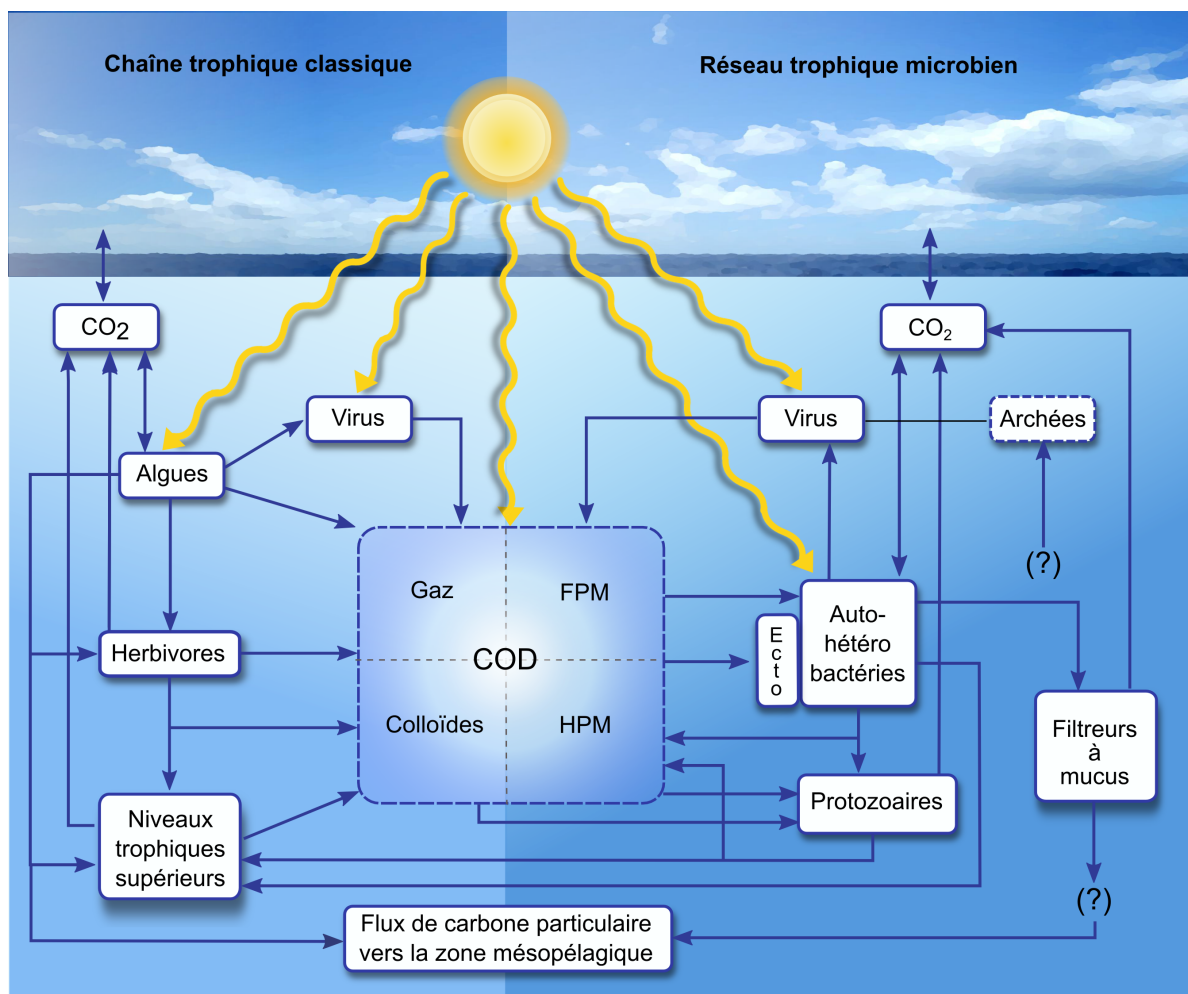 Chaîne trophique classique
Réseau trophique microbien
CO2
CO2
Virus
Virus
Archées
Algues
(?)
Gaz
FPM
COD
Colloïdes
HPM
Herbivores
Ecto
Auto-
hétéro
bactéries
Filtreurs
à
mucus
Protozoaires
Niveaux
trophiques
supérieurs
(?)
Flux de carbone particulaire
vers la zone mésopélagique